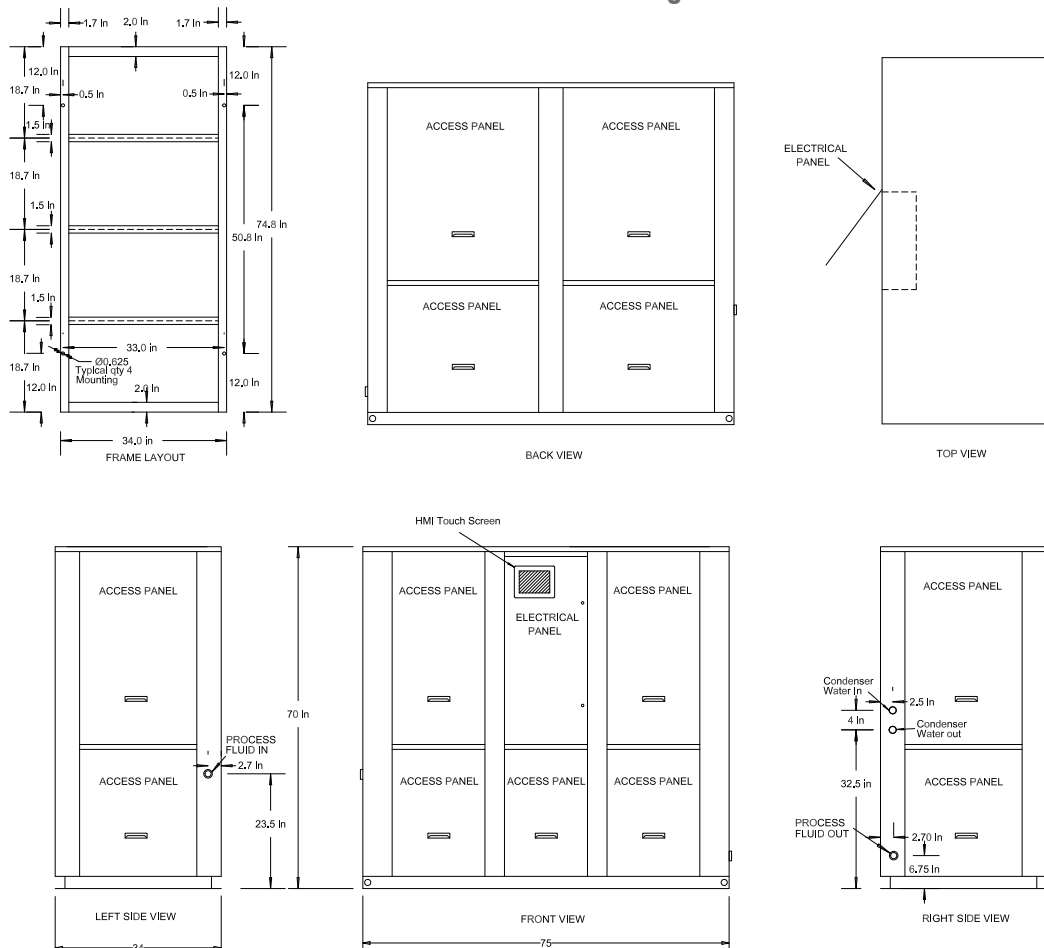 1.7 In
2.0 In
1.7 In
12.0 In
12.0 In
18.7 In
0.5 In
0.5 In
1.5 In
18.7 In
1.5 In
74.8 In
50.8 In
18.7 In
1.5 In
33.0 in
Ø0.625
Typical qty 4
Mounting
18.7 In
12.0 In
2.0 In
12.0 In
34.0 in
FRAME LAYOUT
ACCESS PANEL
ACCESS PANEL
ACCESS PANEL
ACCESS PANEL
BACK VIEW
ELECTRICAL
PANEL
TOP VIEW
ACCESS PANEL
PROCESS
FLUID IN
2.7 In
ACCESS PANEL
23.5 In
LEFT SIDE VIEW
HMI Touch Screen
ACCESS PANEL
ELECTRICAL
PANEL
ACCESS PANEL
70 In
ACCESS PANEL
ACCESS PANEL
ACCESS PANEL
FRONT VIEW
75
ACCESS PANEL
Condenser
Water In
2.5 In
4 In
Condenser
Water out
32.5 in
ACCESS PANEL
PROCESS
FLUID OUT
2.70 In
6.75 In
RIGHT SIDE VIEW